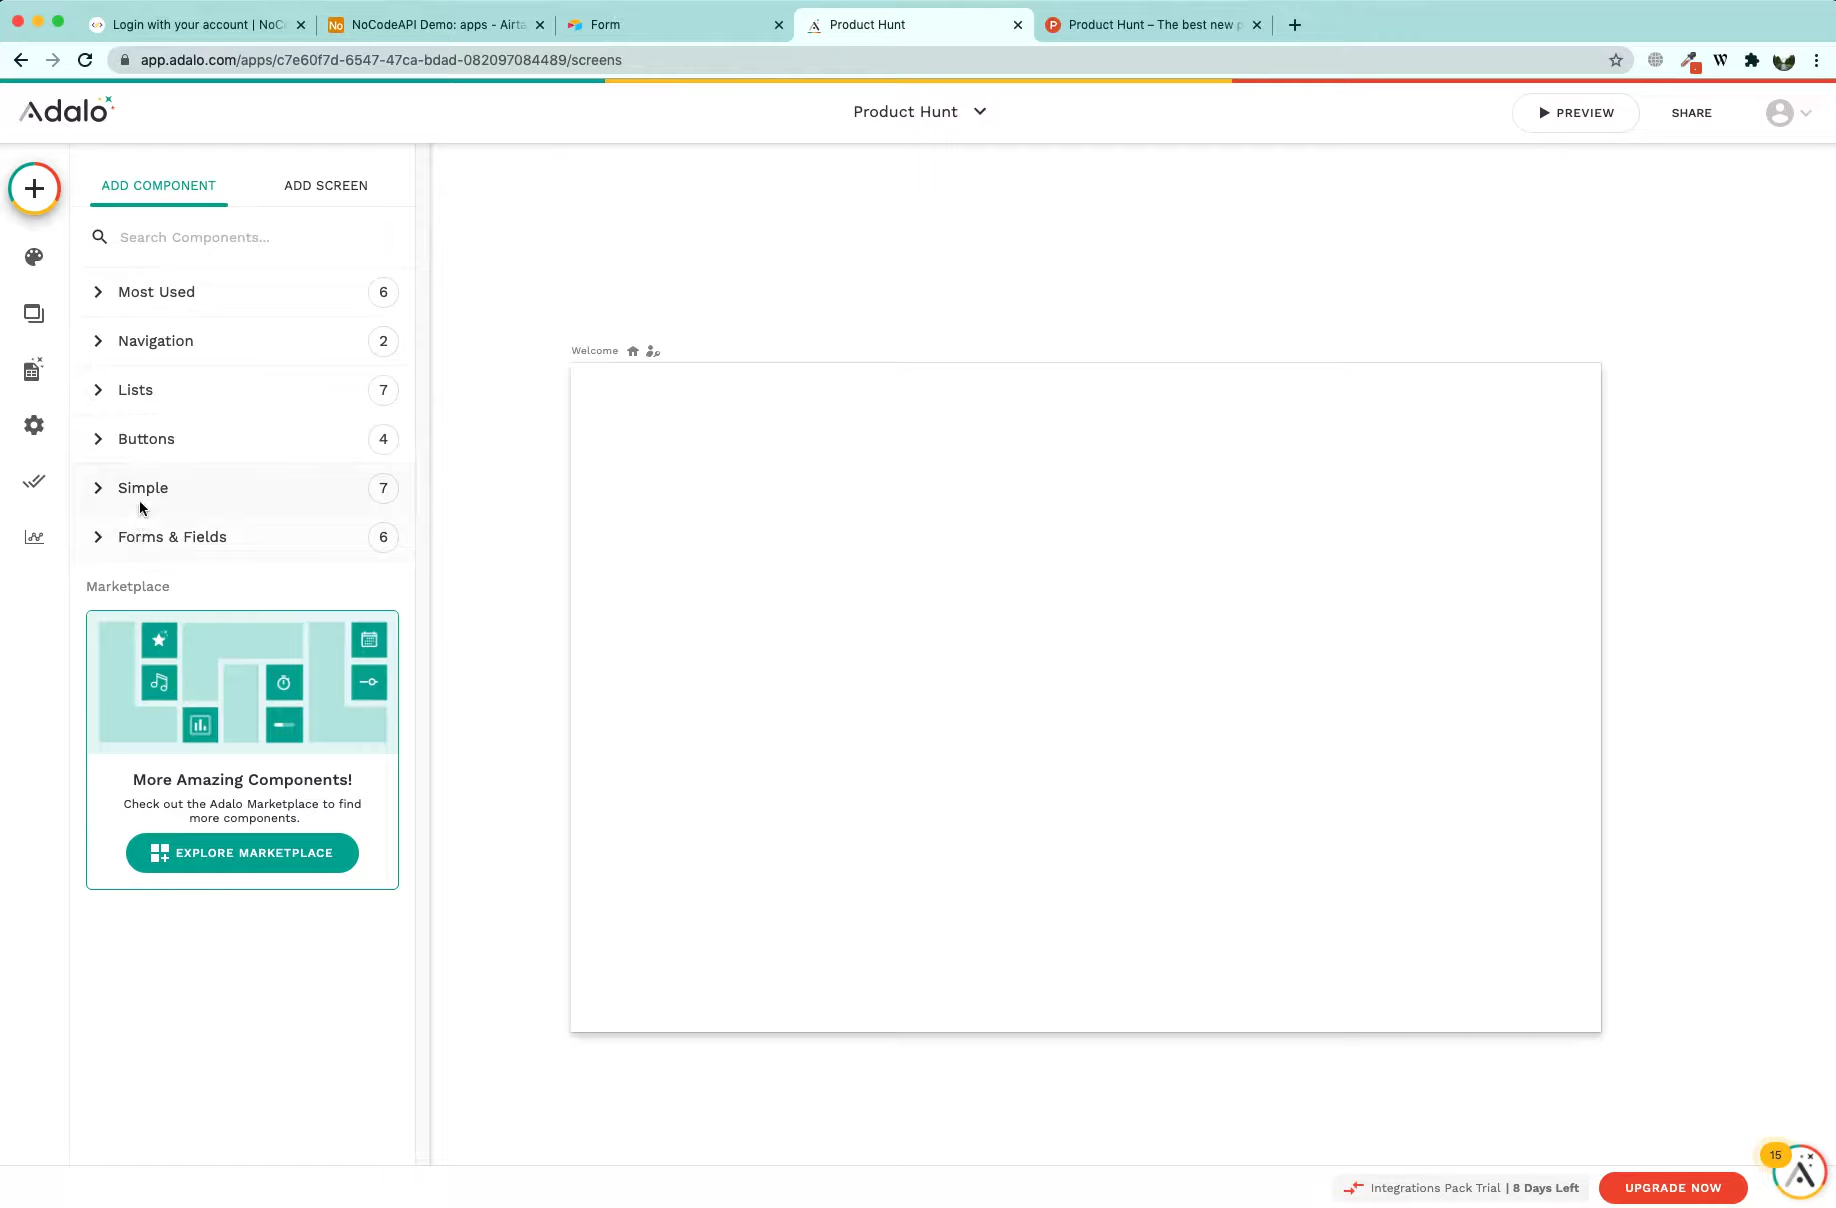 Login with your account | NoC
NoCodeAPI Demo: apps - Airta
Form
Product Hunt
Product Hunt – The best new p
app.adalo.com/apps/c7e60f7d-6547-47ca-bdad-082097084489/screens
Adalo
Product Hunt
PREVIEW
SHARE
ADD COMPONENT
ADD SCREEN
Search Components...
Most Used 6
Navigation 2
Lists 7
Buttons 4
Simple 7
Forms & Fields 6
Marketplace
More Amazing Components!
Check out the Adalo Marketplace to find
more components.
EXPLORE MARKETPLACE
Welcome
15
Integrations Pack Trial | 8 Days Left
UPGRADE NOW